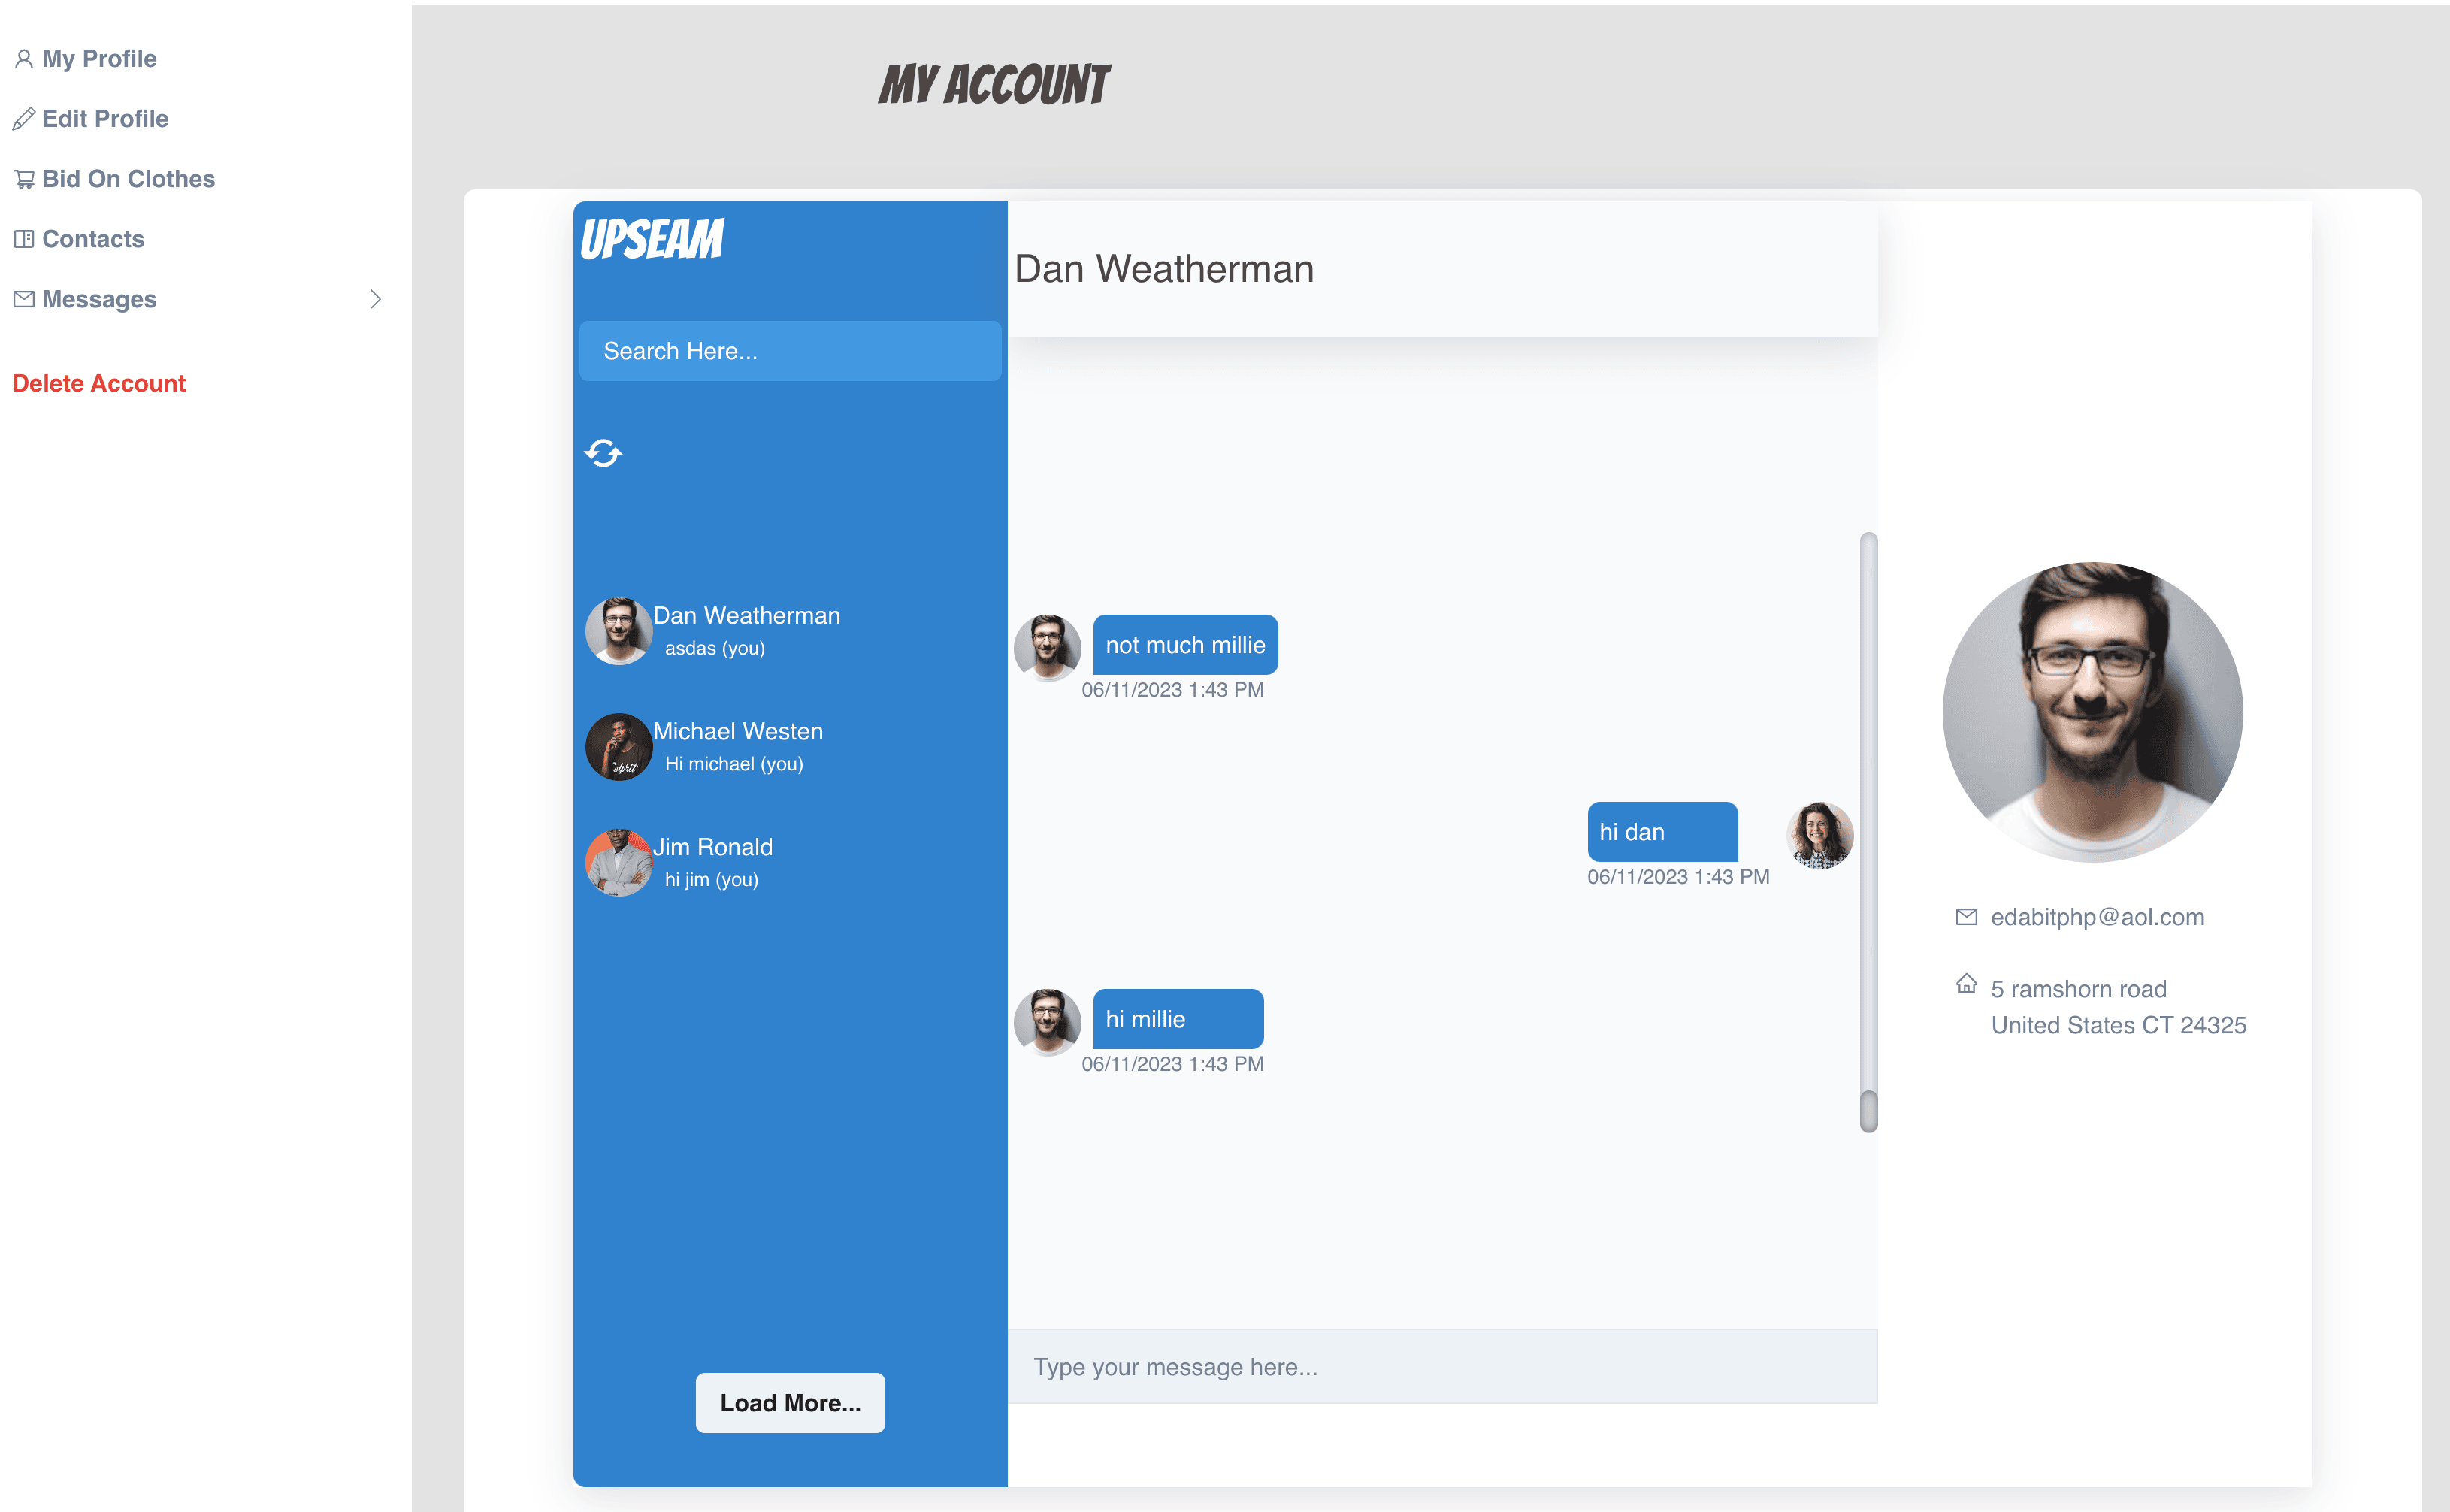 My Profile
Edit Profile
Bid On Clothes
Contacts
Messages
Delete Account
MY ACCOUNT
UPSEAM
Search Here...
Dan Weatherman
asdas (you)
Michael Westen
Hi michael (you)
Jim Ronald
hi jim (you)
Load More...
Dan Weatherman
not much millie
06/11/2023 1:43 PM
hi dan
06/11/2023 1:43 PM
hi millie
06/11/2023 1:43 PM
Type your message here...
edabitphp@aol.com
5 ramshorn road
United States CT 24325